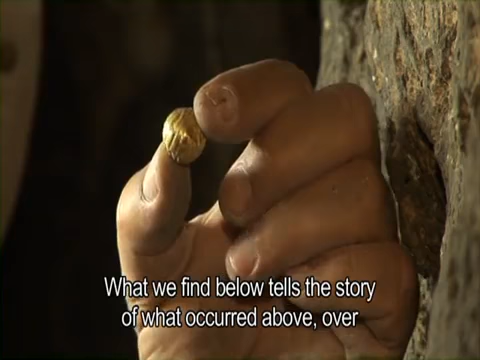 What we find below tells the story
of what occurred above, over